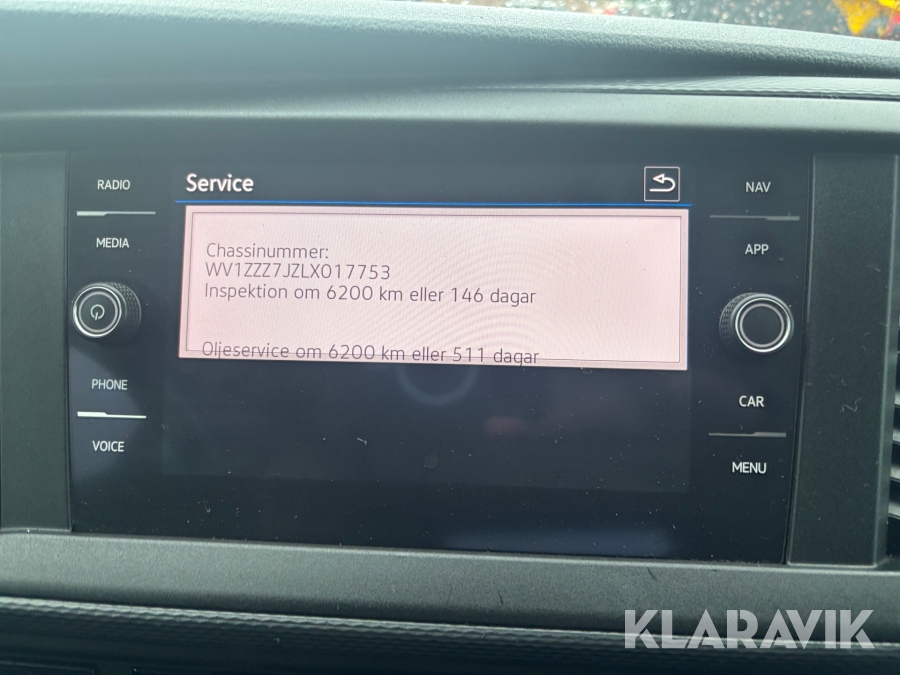 RADIO
Service
NAV
MEDIA
APP
Chassinummer:
WV1ZZZ7JZLX017753
Inspektion om 6200 km eller 146 dagar
Oljeservice om 6200 km eller 511 dagar
PHONE
CAR
VOICE
MENU
KLARAVIK